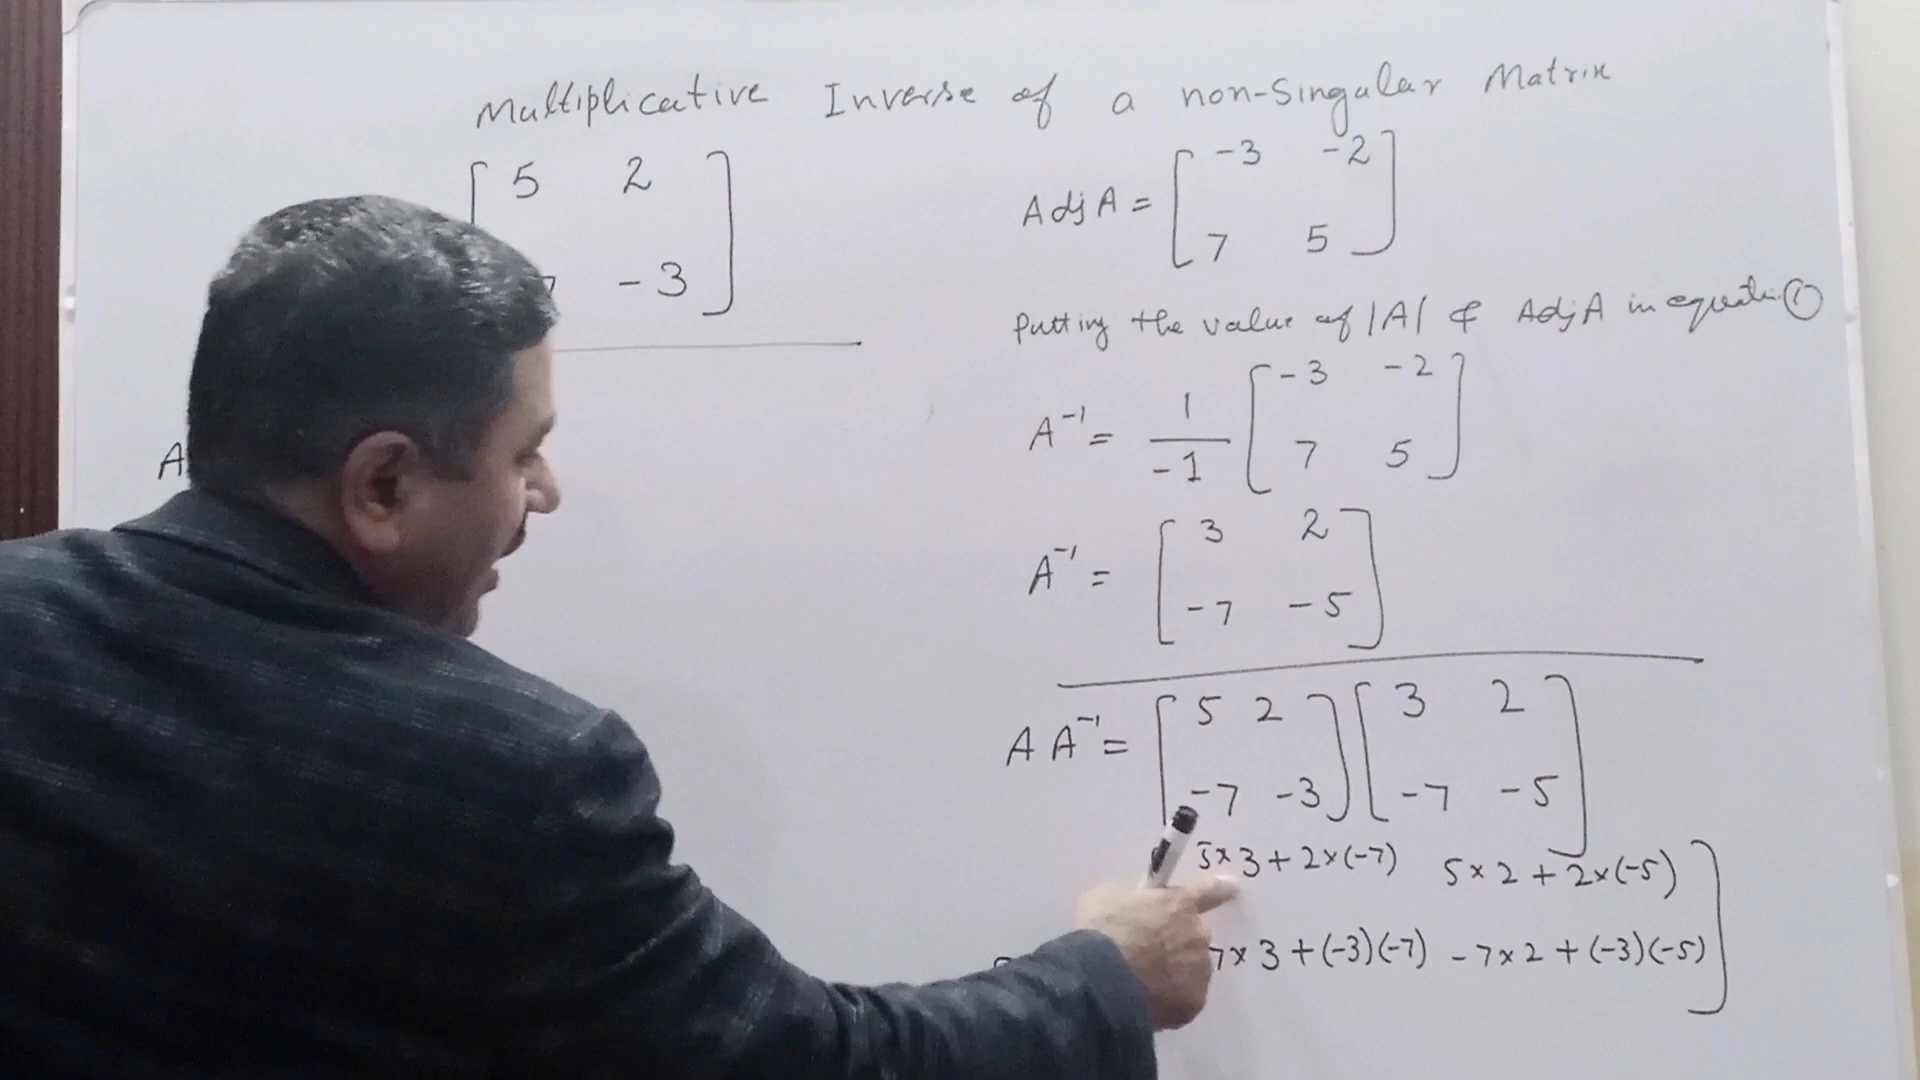 Multiplicative Inverse of a non-Singular Matrix
5 2
- 3
A
Adj A = [ -3 -2
7 5 ]
Putting the value of |A| & Adj A in equation ①
A⁻¹ = 1/-1 [ -3 -2
7 5 ]
A⁻¹ = [ 3 2
-7 -5 ]
A A⁻¹ = [ 5 2 ] [ 3 2 ]
[ -7 -3 ] [ -7 -5 ]
5×3+2×(-7) 5×2+2×(-5)
7×3+(-3)(-7) -7×2+(-3)(-5)